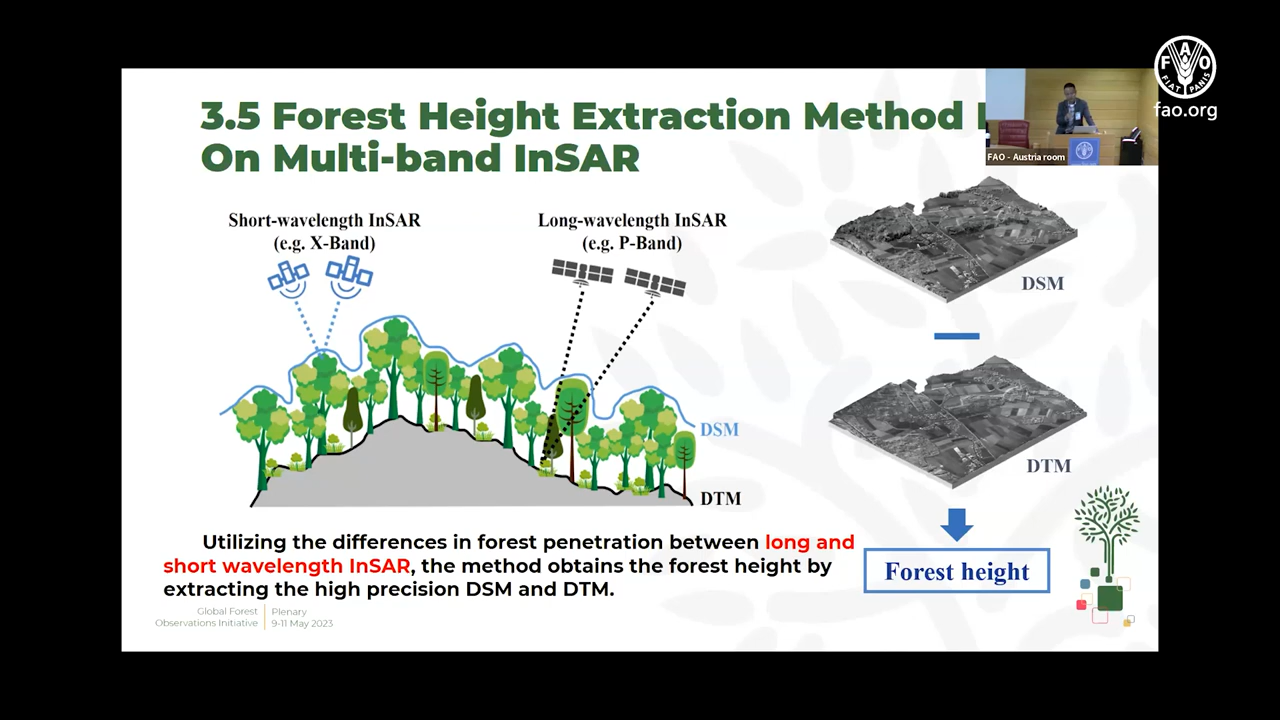 3.5 Forest Height Extraction Method
On Multi-band InSAR
FAO
FIAT PANIS
fao.org
FAO - Austria room
Short-wavelength InSAR
(e.g. X-Band)
Long-wavelength InSAR
(e.g. P-Band)
DSM
DTM
DSM
DTM
Forest height
Utilizing the differences in forest penetration between long and
short wavelength InSAR, the method obtains the forest height by
extracting the high precision DSM and DTM.
Global Forest
Observations Initiative
Plenary
9-11 May 2023